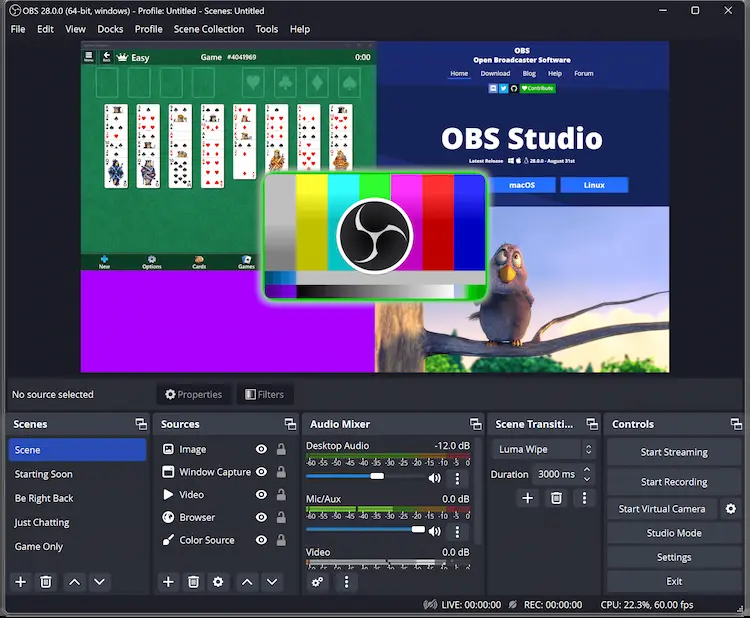 OBS 28.0.0 (64-bit, windows) - Profile: Untitled - Scenes: Untitled
File Edit View Docks Profile Scene Collection Tools Help
Menu Back Easy Game #4041969 0:00
OBS
Open Broadcaster Software
Home Download Blog Help Forum
Contribute
OBS Studio
Latest Release 28.0.0 - August 31st
macOS Linux
New Options Cards Games
No source selected Properties Filters
Scenes Sources Audio Mixer Scene Transiti... Controls
Scene
Starting Soon
Be Right Back
Just Chatting
Game Only
Image
Window Capture
Video
Browser
Color Source
Desktop Audio -12.0 dB
-60 -55 -50 -45 -40 -35 -30 -25 -20 -15 -10 -5 0
Mic/Aux 0.0 dB
-60 -55 -50 -45 -40 -35 -30 -25 -20 -15 -10 -5 0
Video 0.0 dB
Luma Wipe
Duration 3000 ms
Start Streaming
Start Recording
Start Virtual Camera
Studio Mode
Settings
Exit
LIVE: 00:00:00 REC: 00:00:00 CPU: 22.3%, 60.00 fps